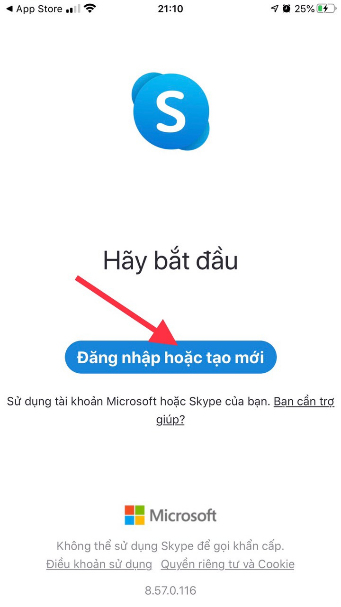 App Store 21:10 25%
S
Hãy bắt đầu
Đăng nhập hoặc tạo mới
Sử dụng tài khoản Microsoft hoặc Skype của bạn. Bạn cần trợ
giúp?
Microsoft
Không thể sử dụng Skype để gọi khẩn cấp.
Điều khoản sử dụng Quyền riêng tư và Cookie
8.57.0.116